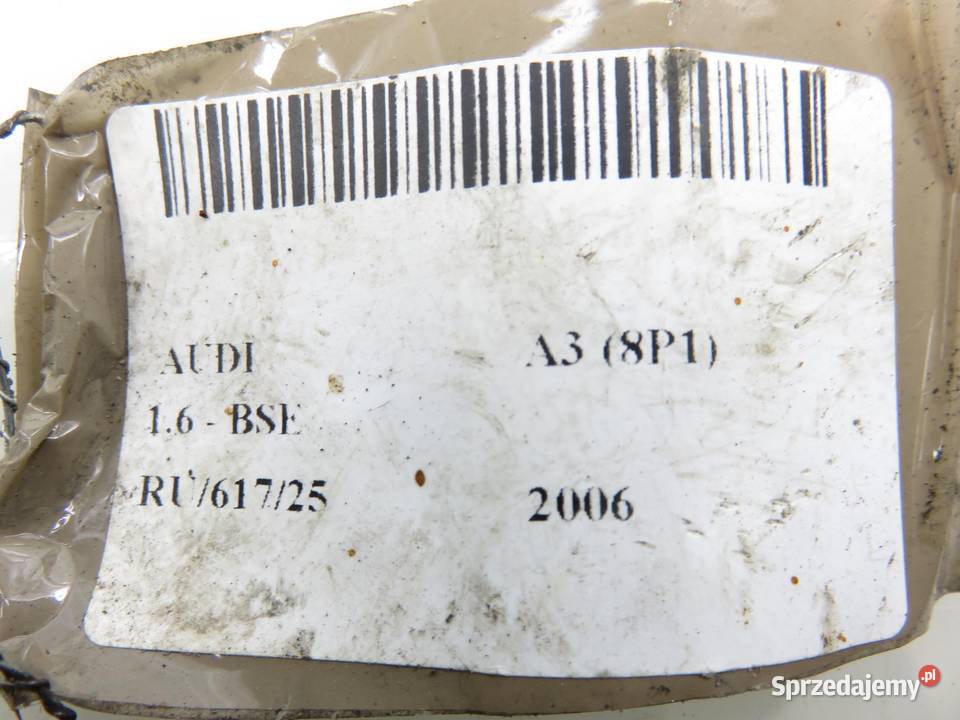 AUDI A3 (8P1)
1.6 - BSE
RU/617/25 2006
Sprzedajemy.pl